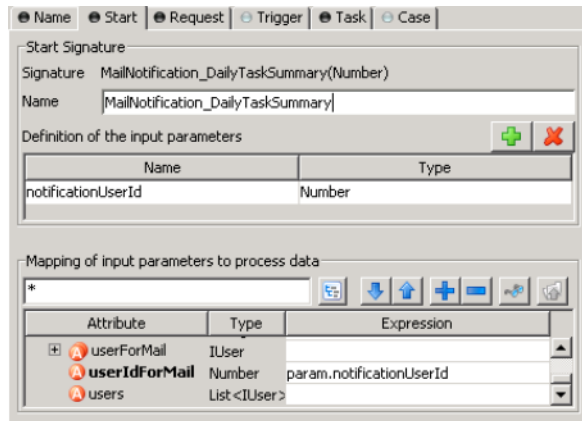 Name Start Request Trigger Task Case
Start Signature
Signature MailNotification_DailyTaskSummary(Number)
Name MailNotification_DailyTaskSummary
Definition of the input parameters
Name Type
notificationUserId Number
Mapping of input parameters to process data
*
Attribute Type Expression
userForMail IUser
userIdForMail Number param.notificationUserId
users List<IUser>